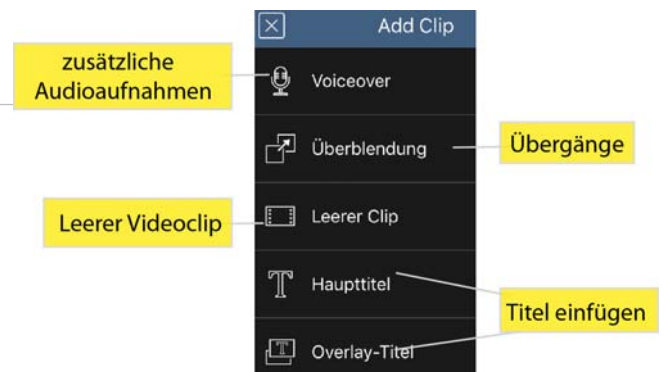 Add Clip
zusätzliche
Audioaufnahmen
Voiceover
Überblendung
Übergänge
Leerer Videoclip
Leerer Clip
Haupttitel
Titel einfügen
Overlay-Titel